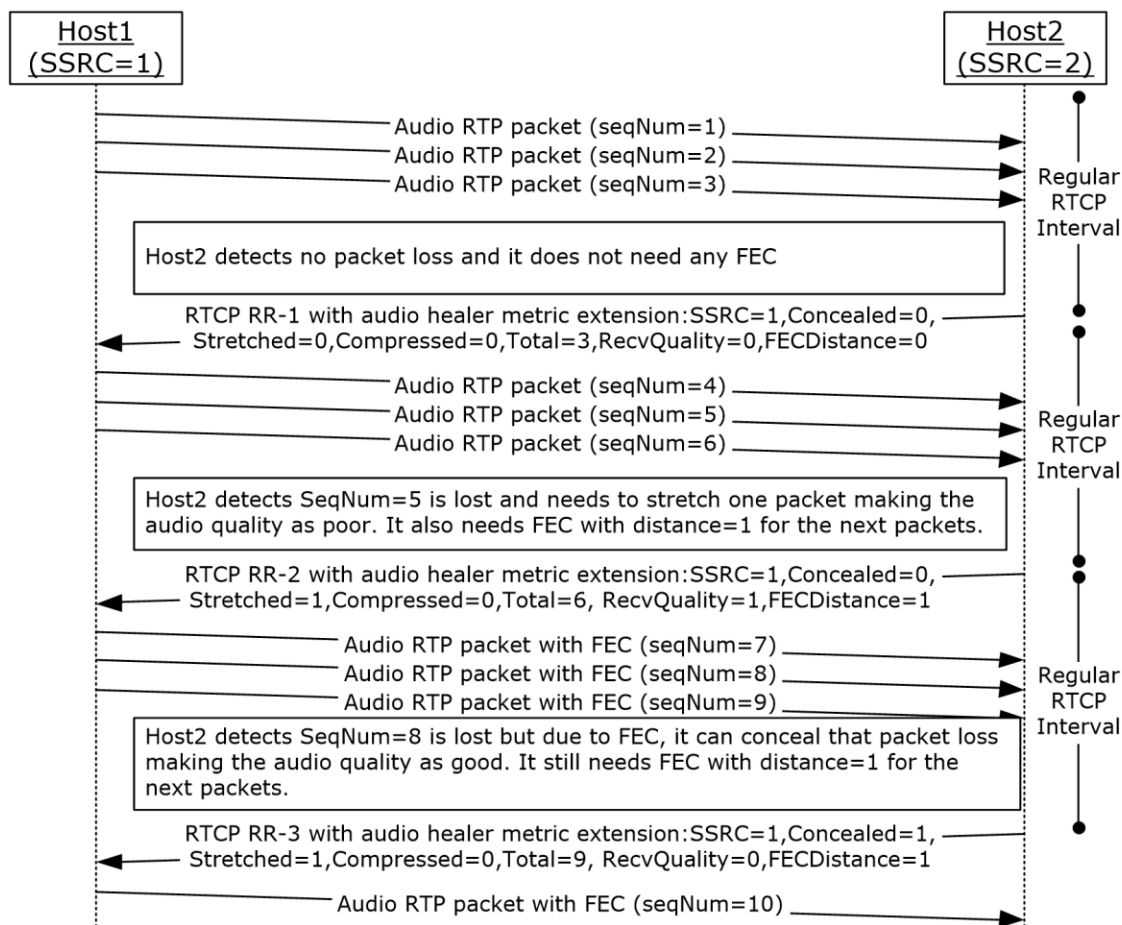 Host1
(SSRC=1)
Host2
(SSRC=2)
Audio RTP packet (seqNum=1)
Audio RTP packet (seqNum=2)
Audio RTP packet (seqNum=3)
Regular
RTCP
Interval
Host2 detects no packet loss and it does not need any FEC
RTCP RR-1 with audio healer metric extension:SSRC=1,Concealed=0,
Stretched=0,Compressed=0,Total=3,RecvQuality=0,FECDistance=0
Audio RTP packet (seqNum=4)
Audio RTP packet (seqNum=5)
Audio RTP packet (seqNum=6)
Regular
RTCP
Interval
Host2 detects SeqNum=5 is lost and needs to stretch one packet making the
audio quality as poor. It also needs FEC with distance=1 for the next packets.
RTCP RR-2 with audio healer metric extension:SSRC=1,Concealed=0,
Stretched=1,Compressed=0,Total=6, RecvQuality=1,FECDistance=1
Audio RTP packet with FEC (seqNum=7)
Audio RTP packet with FEC (seqNum=8)
Audio RTP packet with FEC (seqNum=9)
Regular
RTCP
Interval
Host2 detects SeqNum=8 is lost but due to FEC, it can conceal that packet loss
making the audio quality as good. It still needs FEC with distance=1 for the
next packets.
RTCP RR-3 with audio healer metric extension:SSRC=1,Concealed=1,
Stretched=1,Compressed=0,Total=9, RecvQuality=0,FECDistance=1
Audio RTP packet with FEC (seqNum=10)